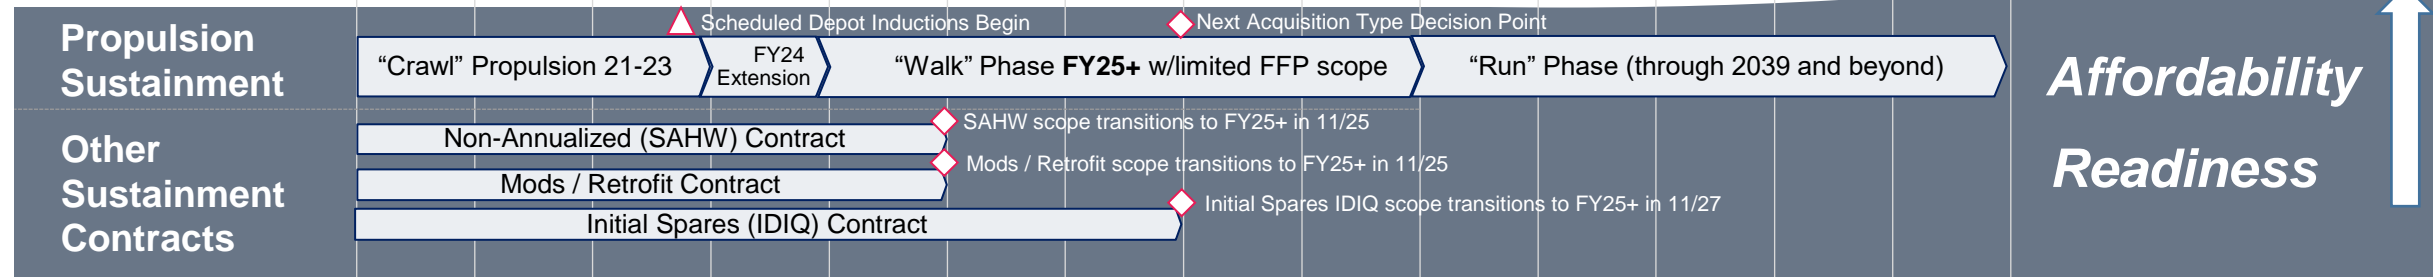 Propulsion
Sustainment
Scheduled Depot Inductions Begin
Next Acquisition Type Decision Point
“Crawl” Propulsion 21-23
FY24
Extension
“Walk” Phase FY25+ w/limited FFP scope
“Run” Phase (through 2039 and beyond)
Other
Sustainment
Contracts
Non-Annualized (SAHW) Contract
SAHW scope transitions to FY25+ in 11/25
Mods / Retrofit Contract
Mods / Retrofit scope transitions to FY25+ in 11/25
Initial Spares (IDIQ) Contract
Initial Spares IDIQ scope transitions to FY25+ in 11/27
Affordability
Readiness